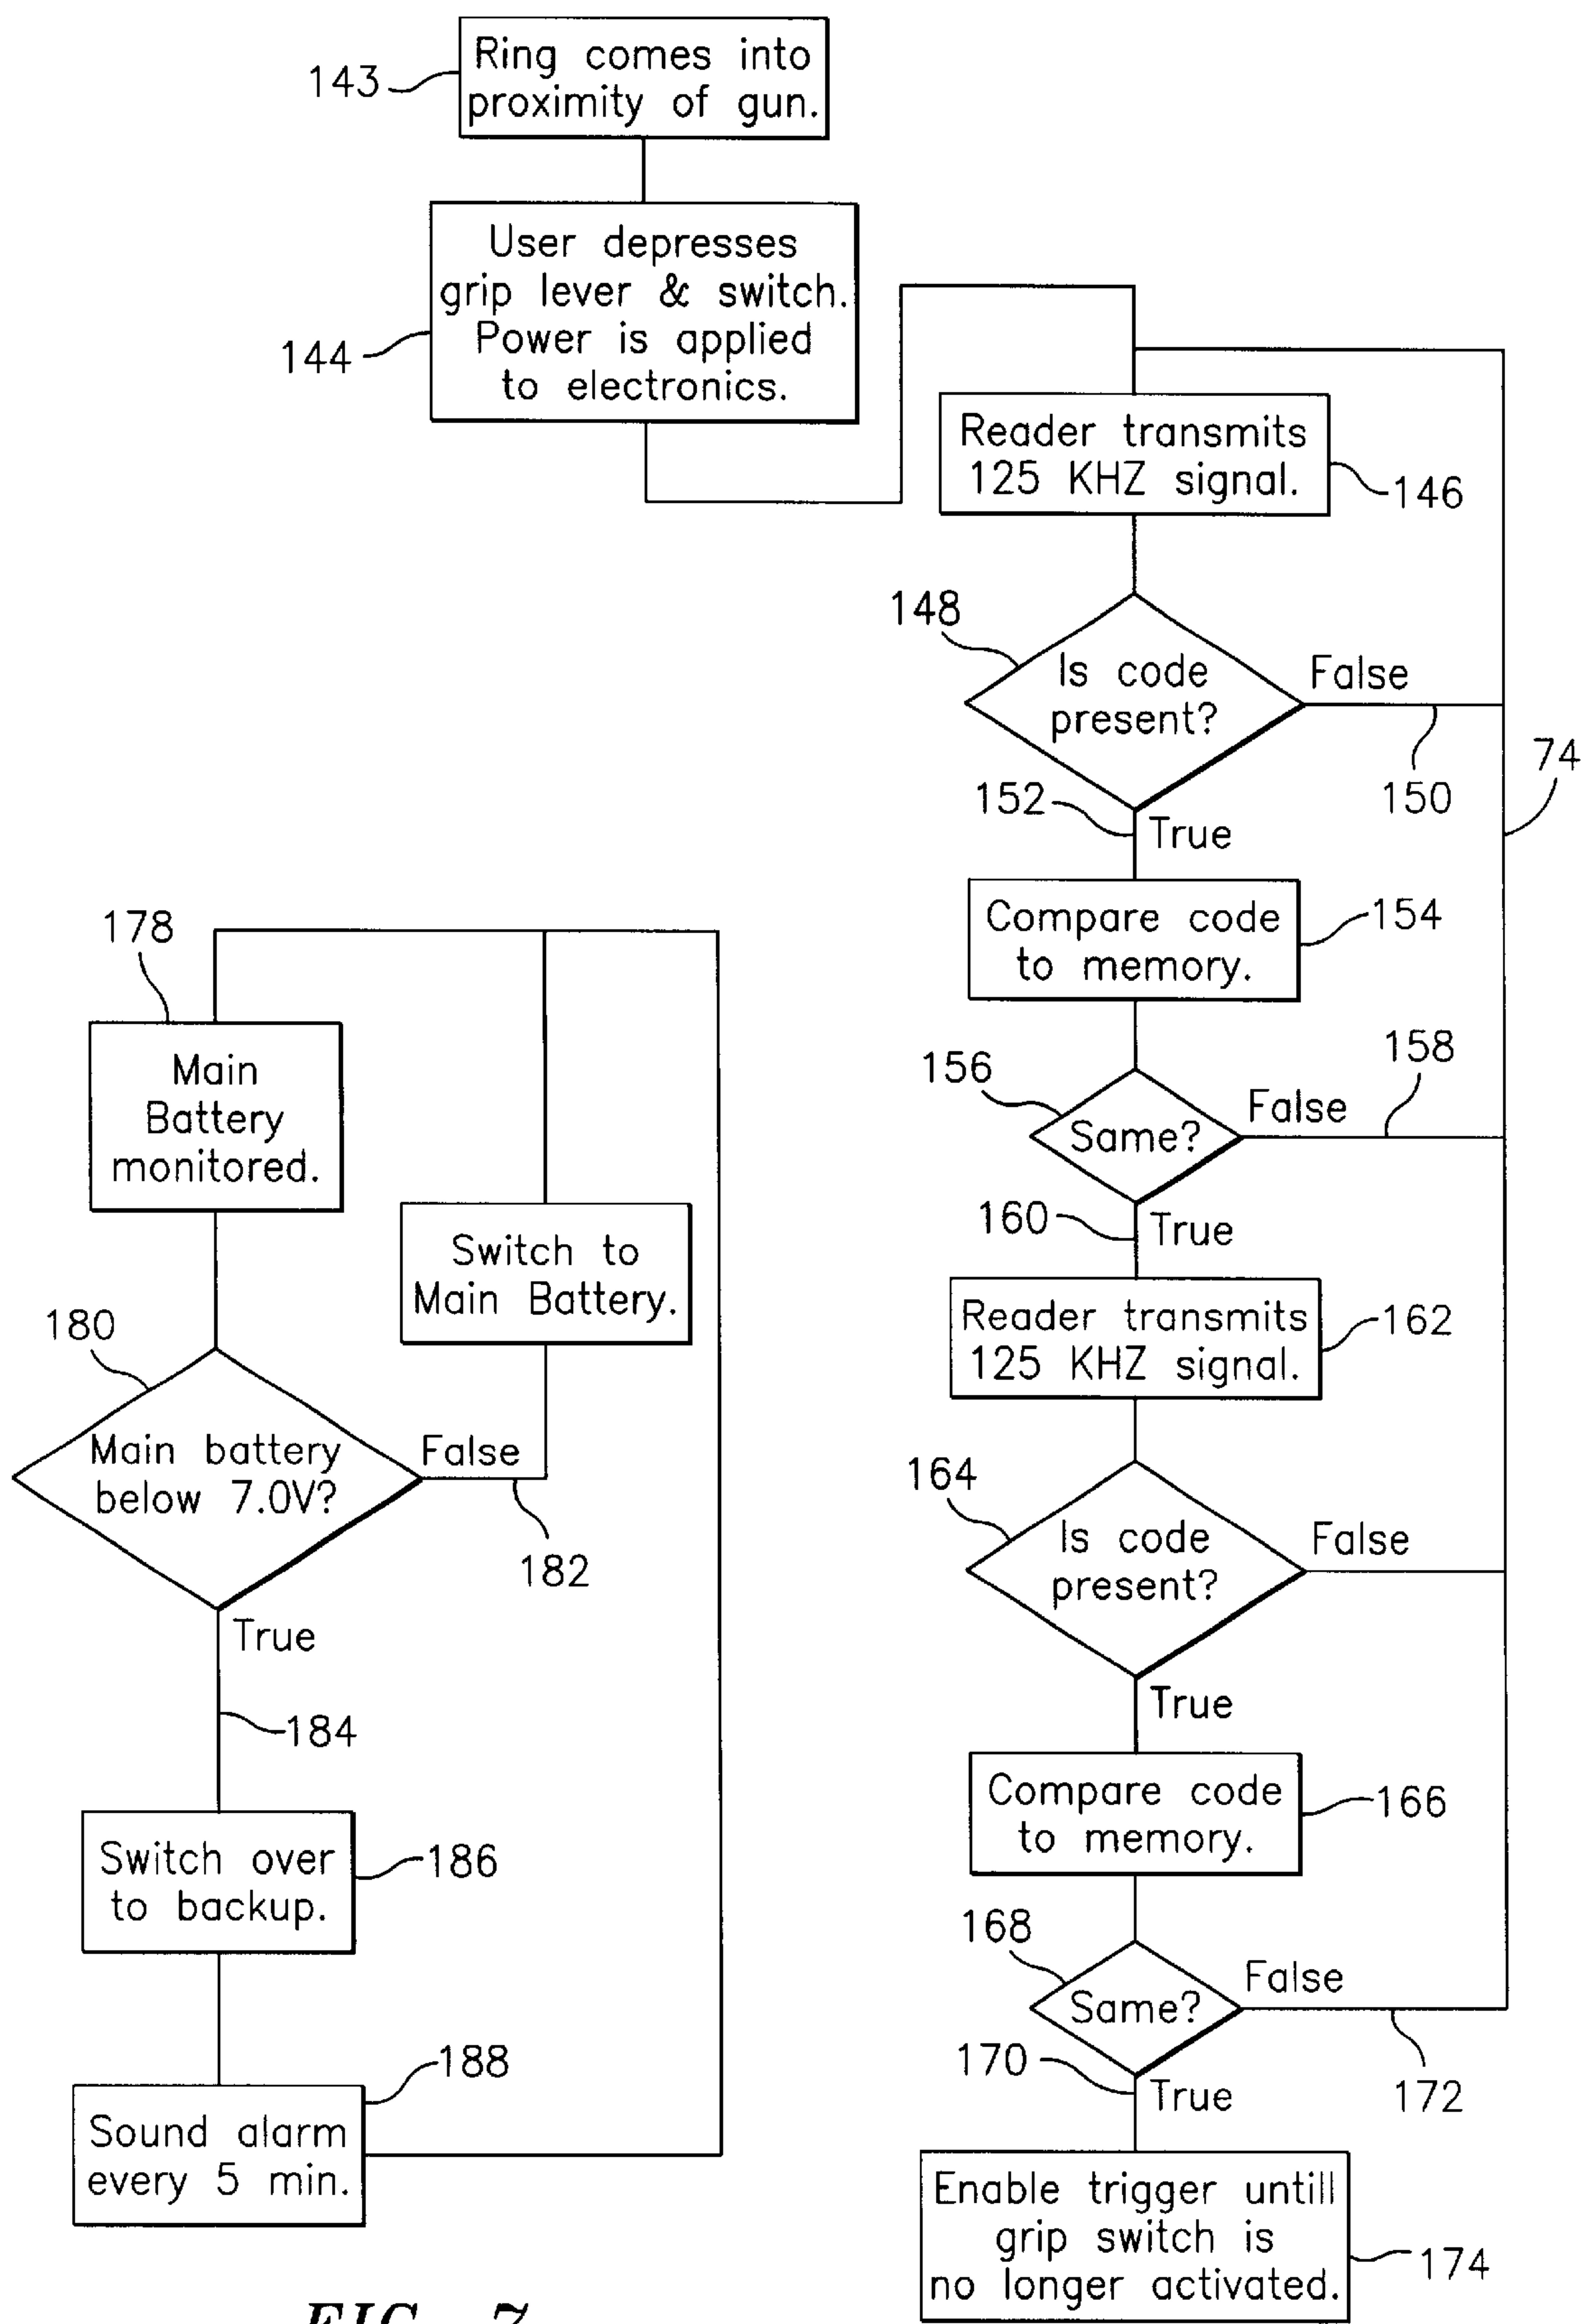 143
Ring comes into
proximity of gun.
144
User depresses
grip lever & switch.
Power is applied
to electronics.
Reader transmits
125 KHZ signal.
146
148
Is code
present?
False
150
74
152
True
Compare code
to memory.
154
156
Same?
False
158
160
True
Reader transmits
125 KHZ signal.
162
164
Is code
present?
False
True
Compare code
to memory.
166
168
Same?
False
172
170
True
Enable trigger untill
grip switch is
no longer activated.
174
178
Main
Battery
monitored.
Switch to
Main Battery.
180
Main battery
below 7.0V?
False
182
True
184
Switch over
to backup.
186
188
Sound alarm
every 5 min.
FIG. 7